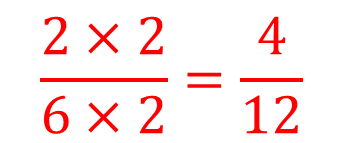 2 × 2 / 6 × 2 = 4 / 12